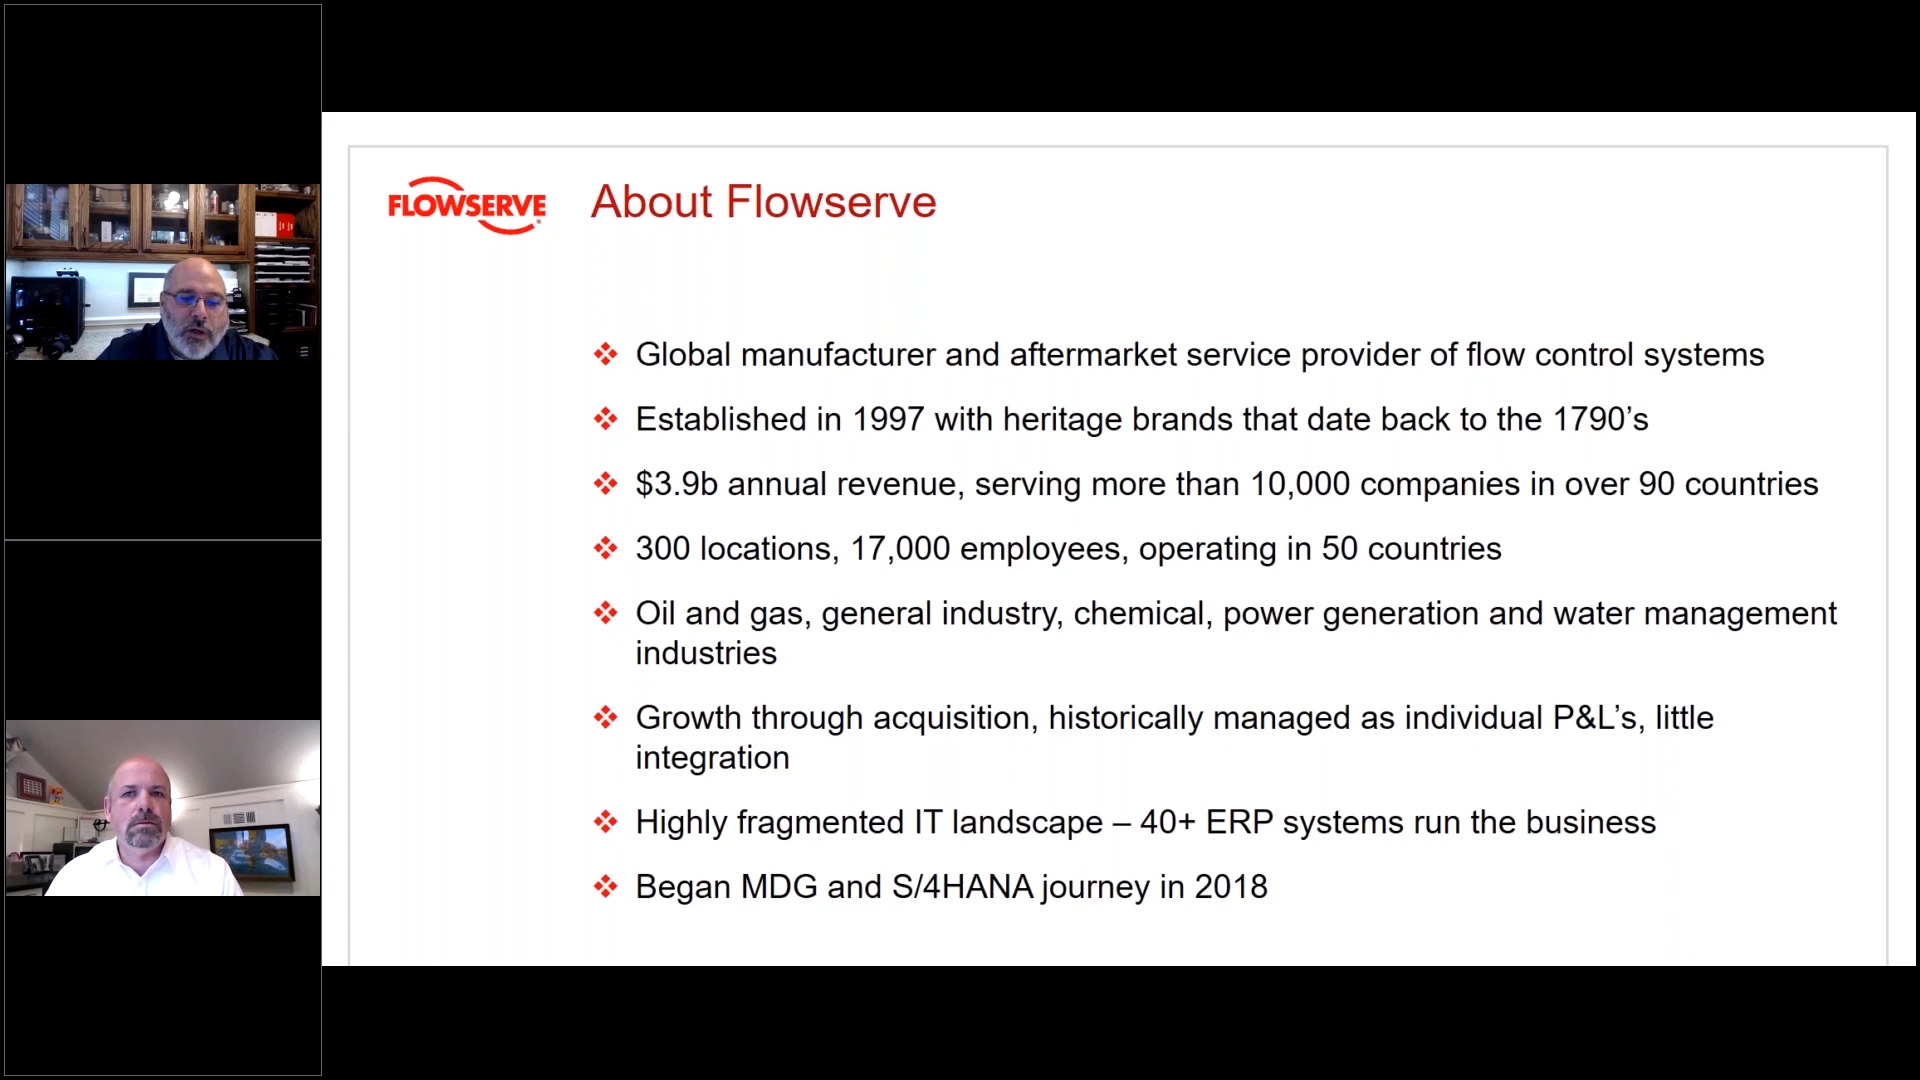 FLOWSERVE
About Flowserve
❖ Global manufacturer and aftermarket service provider of flow control systems
❖ Established in 1997 with heritage brands that date back to the 1790’s
❖ $3.9b annual revenue, serving more than 10,000 companies in over 90 countries
❖ 300 locations, 17,000 employees, operating in 50 countries
❖ Oil and gas, general industry, chemical, power generation and water management
industries
❖ Growth through acquisition, historically managed as individual P&L’s, little
integration
❖ Highly fragmented IT landscape – 40+ ERP systems run the business
❖ Began MDG and S/4HANA journey in 2018